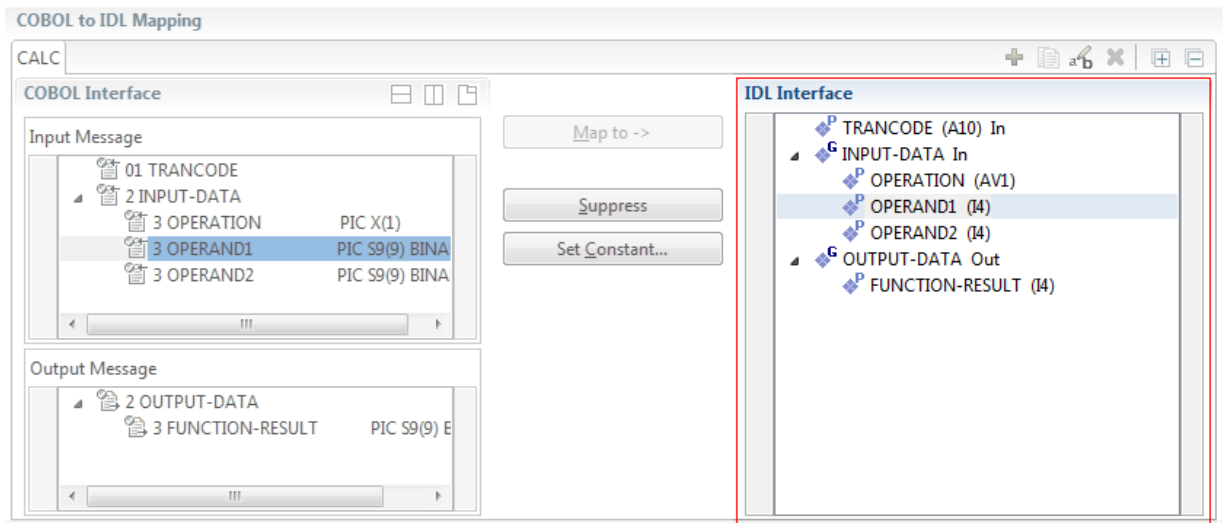 COBOL to IDL Mapping
CALC
COBOL Interface
Input Message
01 TRANCODE
2 INPUT-DATA
3 OPERATION PIC X(1)
3 OPERAND1 PIC S9(9) BINA
3 OPERAND2 PIC S9(9) BINA
Output Message
2 OUTPUT-DATA
3 FUNCTION-RESULT PIC S9(9) E
Map to ->
Suppress
Set Constant...
IDL Interface
P TRANCODE (A10) In
G INPUT-DATA In
P OPERATION (AV1)
P OPERAND1 (I4)
P OPERAND2 (I4)
G OUTPUT-DATA Out
P FUNCTION-RESULT (I4)